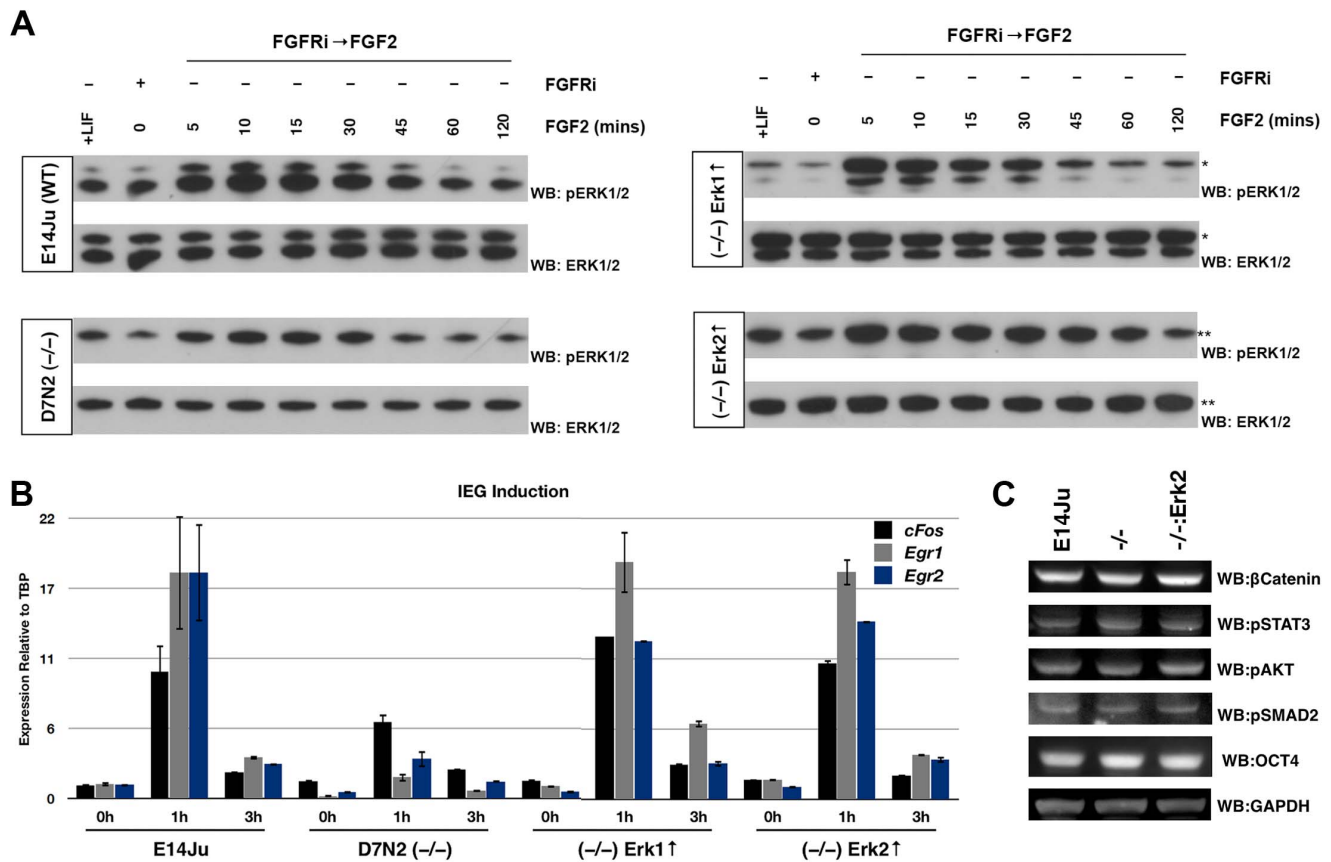 A
FGFRi→FGF2
– + – – – – – – – FGFRi
+LIF 0 5 10 15 30 45 60 120 FGF2 (mins)
E14Ju (WT)
WB: pERK1/2
WB: ERK1/2
D7N2 (–/–)
WB: pERK1/2
WB: ERK1/2
FGFRi→FGF2
– + – – – – – – – FGFRi
+LIF 0 5 10 15 30 45 60 120 FGF2 (mins)
(–/–) Erk1↑
*
WB: pERK1/2
*
WB: ERK1/2
(–/–) Erk2↑
**
WB: pERK1/2
**
WB: ERK1/2
B
IEG Induction
Expression Relative to TBP
22
17
11
6
0
cFos
Egr1
Egr2
0h 1h 3h 0h 1h 3h 0h 1h 3h 0h 1h 3h
E14Ju D7N2 (–/–) (–/–) Erk1↑ (–/–) Erk2↑
C
E14Ju
-/-
-/-:Erk2
WB:βCatenin
WB:pSTAT3
WB:pAKT
WB:pSMAD2
WB:OCT4
WB:GAPDH